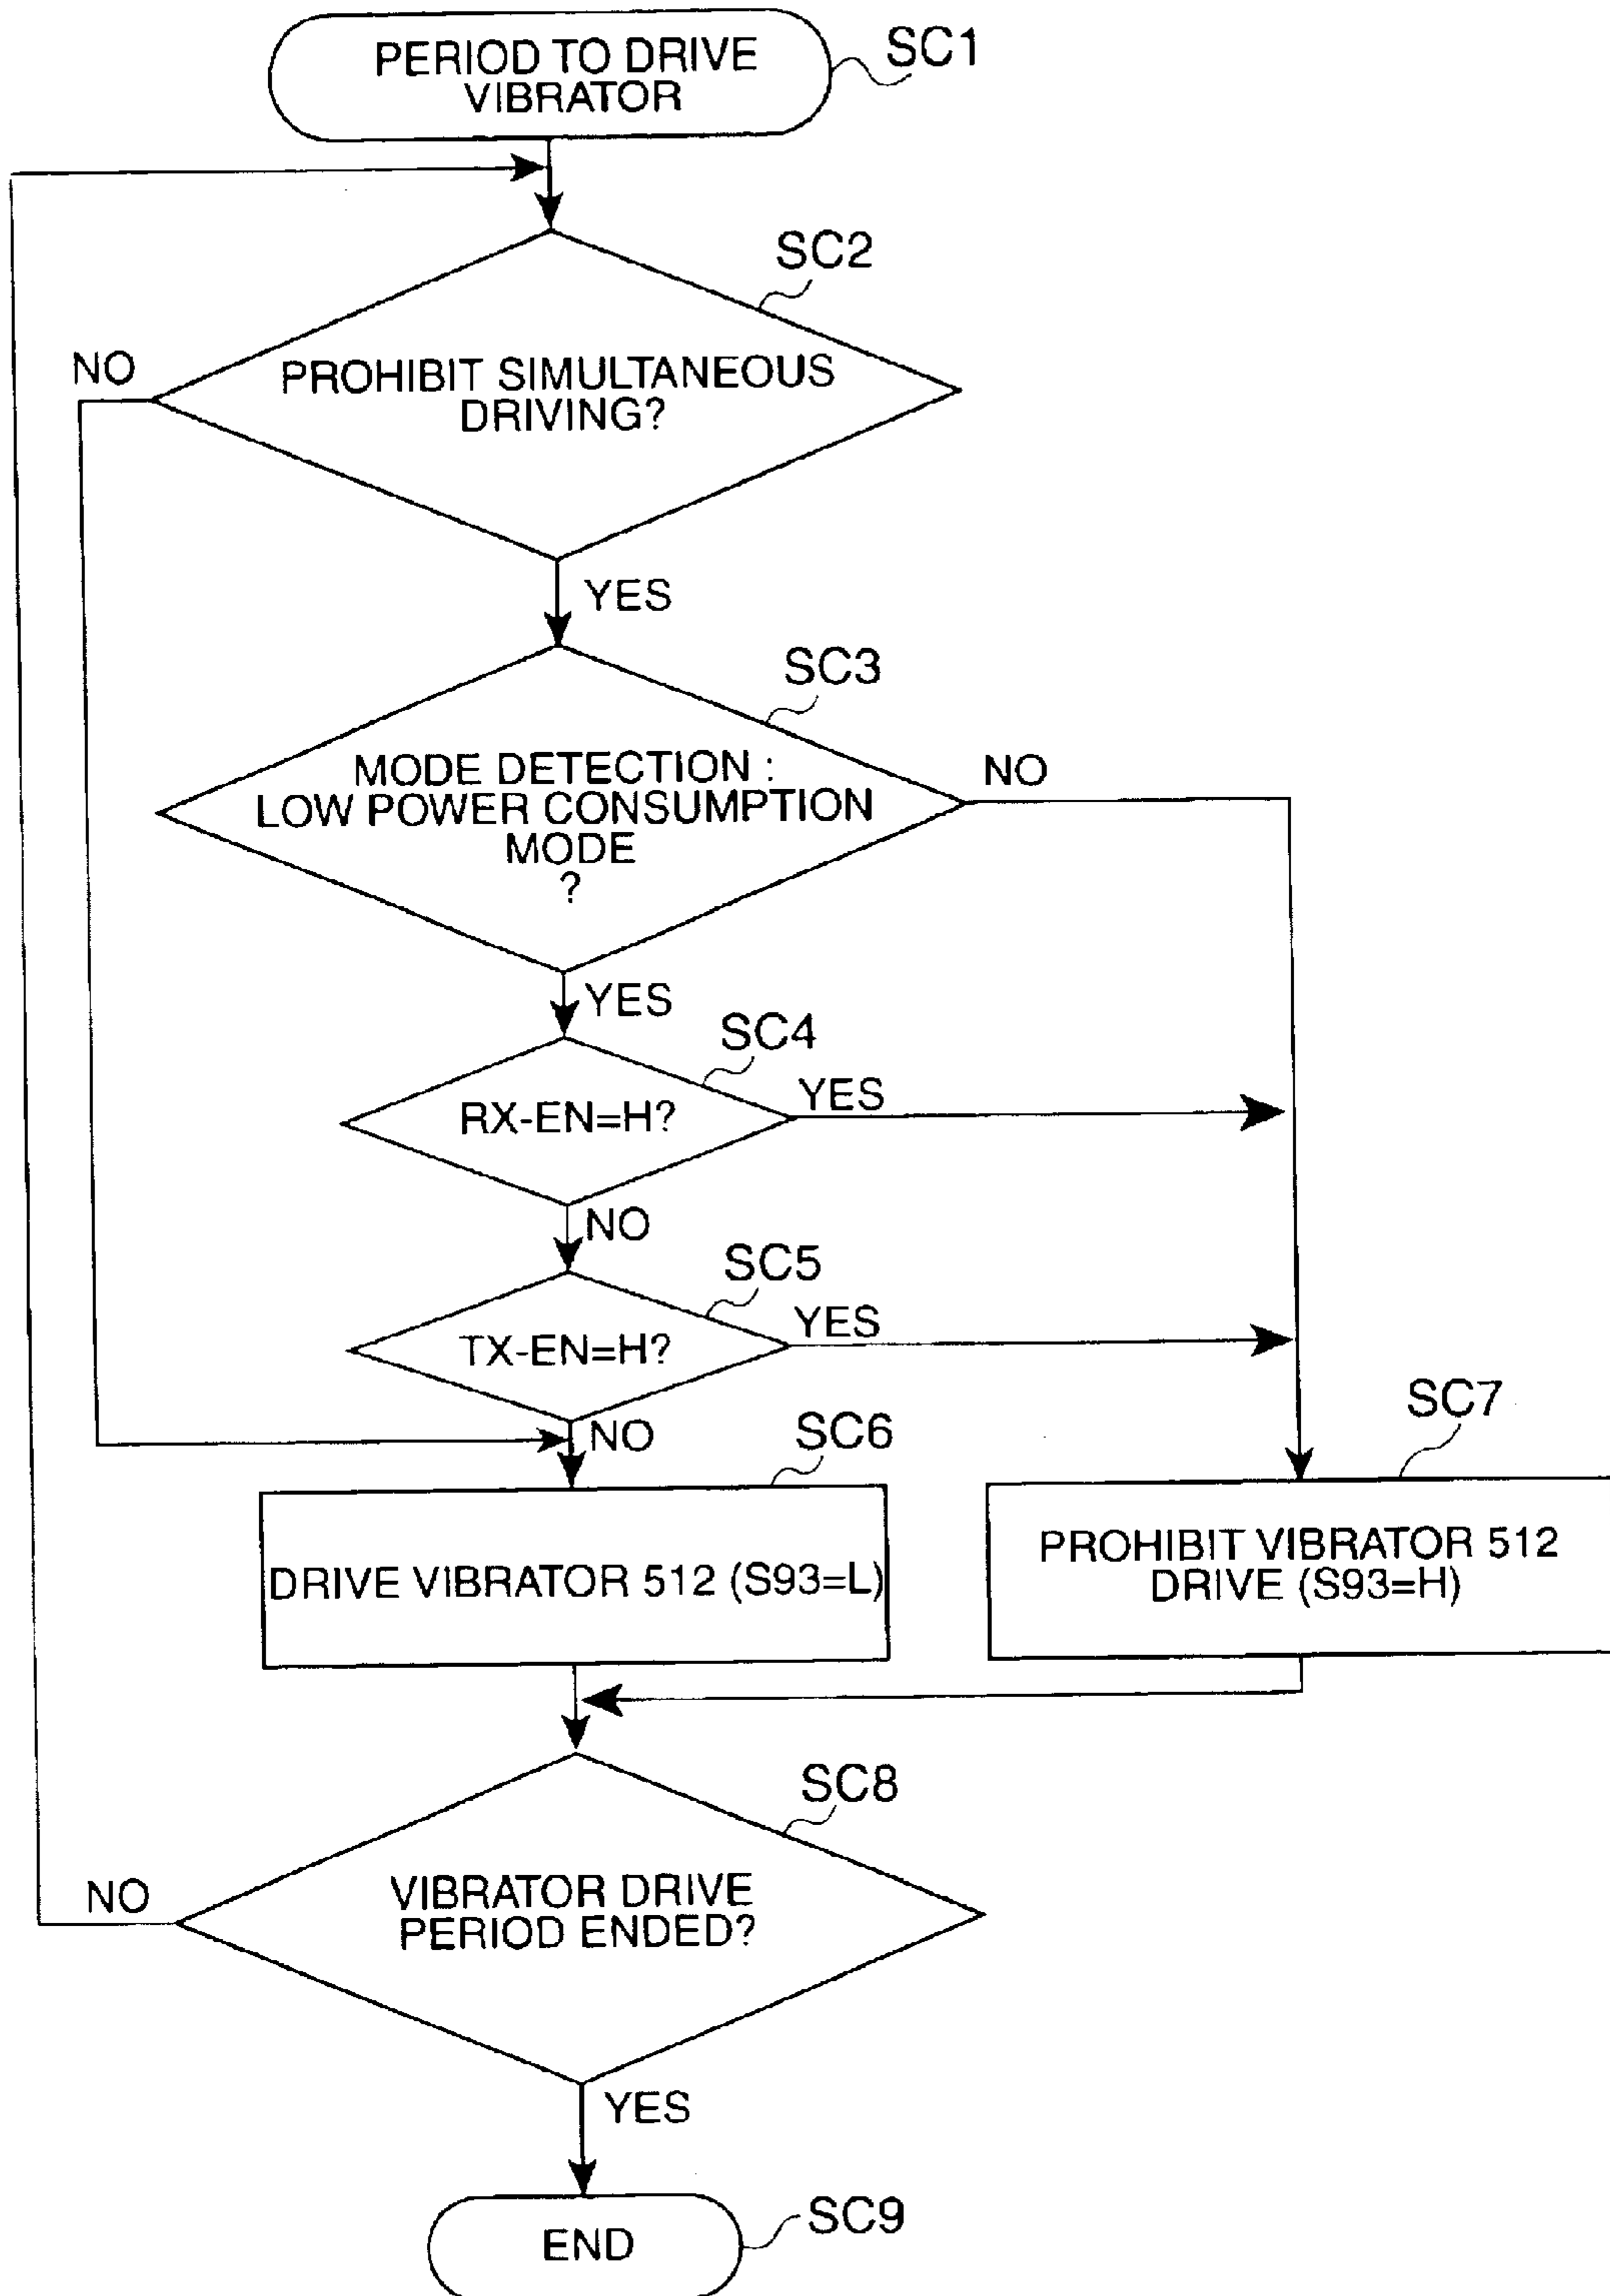 PERIOD TO DRIVE
VIBRATOR
SC1
SC2
NO
PROHIBIT SIMULTANEOUS
DRIVING?
YES
SC3
MODE DETECTION :
LOW POWER CONSUMPTION
MODE
?
NO
YES
SC4
RX-EN=H?
YES
NO
SC5
TX-EN=H?
YES
NO
SC6
DRIVE VIBRATOR 512 (S93=L)
SC7
PROHIBIT VIBRATOR 512
DRIVE (S93=H)
SC8
NO
VIBRATOR DRIVE
PERIOD ENDED?
YES
END
SC9